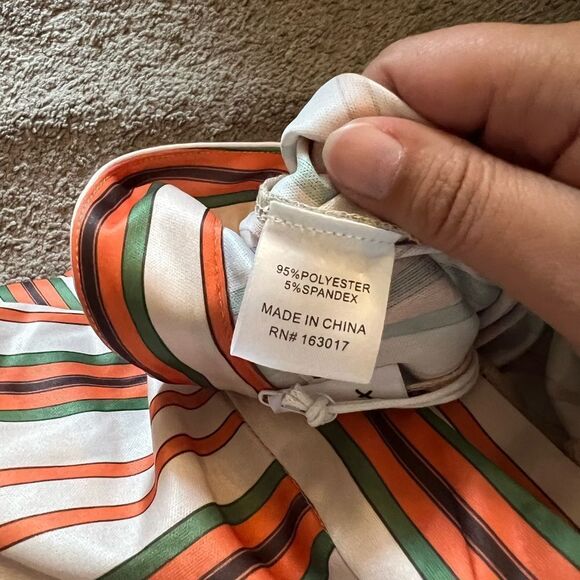 95%POLYESTER
5%SPANDEX
MADE IN CHINA
RN# 163017